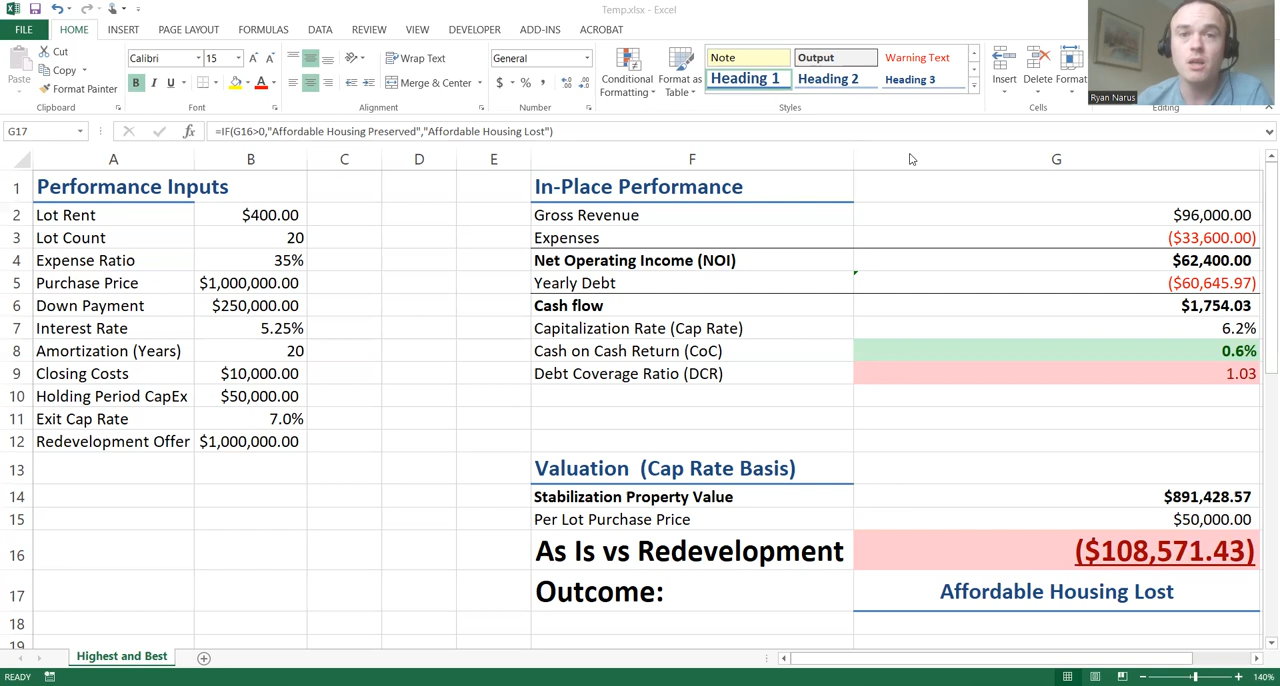 Temp.xlsx - Excel
FILE HOME INSERT PAGE LAYOUT FORMULAS DATA REVIEW VIEW DEVELOPER ADD-INS ACROBAT
Paste
Cut
Copy
Format Painter
Clipboard
Calibri 15
B I U
Font
Wrap Text
Merge & Center
Alignment
General
$ % ,
Number
Conditional Formatting
Format as Table
Note Output Warning Text
Heading 1 Heading 2 Heading 3
Styles
Insert Delete Format
Cells
Editing
Ryan Narus
G17 fx =IF(G16>0,"Affordable Housing Preserved","Affordable Housing Lost")
A B C D E F G
1 Performance Inputs In-Place Performance
2 Lot Rent $400.00 Gross Revenue $96,000.00
3 Lot Count 20 Expenses ($33,600.00)
4 Expense Ratio 35% Net Operating Income (NOI) $62,400.00
5 Purchase Price $1,000,000.00 Yearly Debt ($60,645.97)
6 Down Payment $250,000.00 Cash flow $1,754.03
7 Interest Rate 5.25% Capitalization Rate (Cap Rate) 6.2%
8 Amortization (Years) 20 Cash on Cash Return (CoC) 0.6%
9 Closing Costs $10,000.00 Debt Coverage Ratio (DCR) 1.03
10 Holding Period CapEx $50,000.00
11 Exit Cap Rate 7.0%
12 Redevelopment Offer $1,000,000.00
13 Valuation (Cap Rate Basis)
14 Stabilization Property Value $891,428.57
15 Per Lot Purchase Price $50,000.00
16 As Is vs Redevelopment ($108,571.43)
17 Outcome: Affordable Housing Lost
18
19
Highest and Best
READY 140%